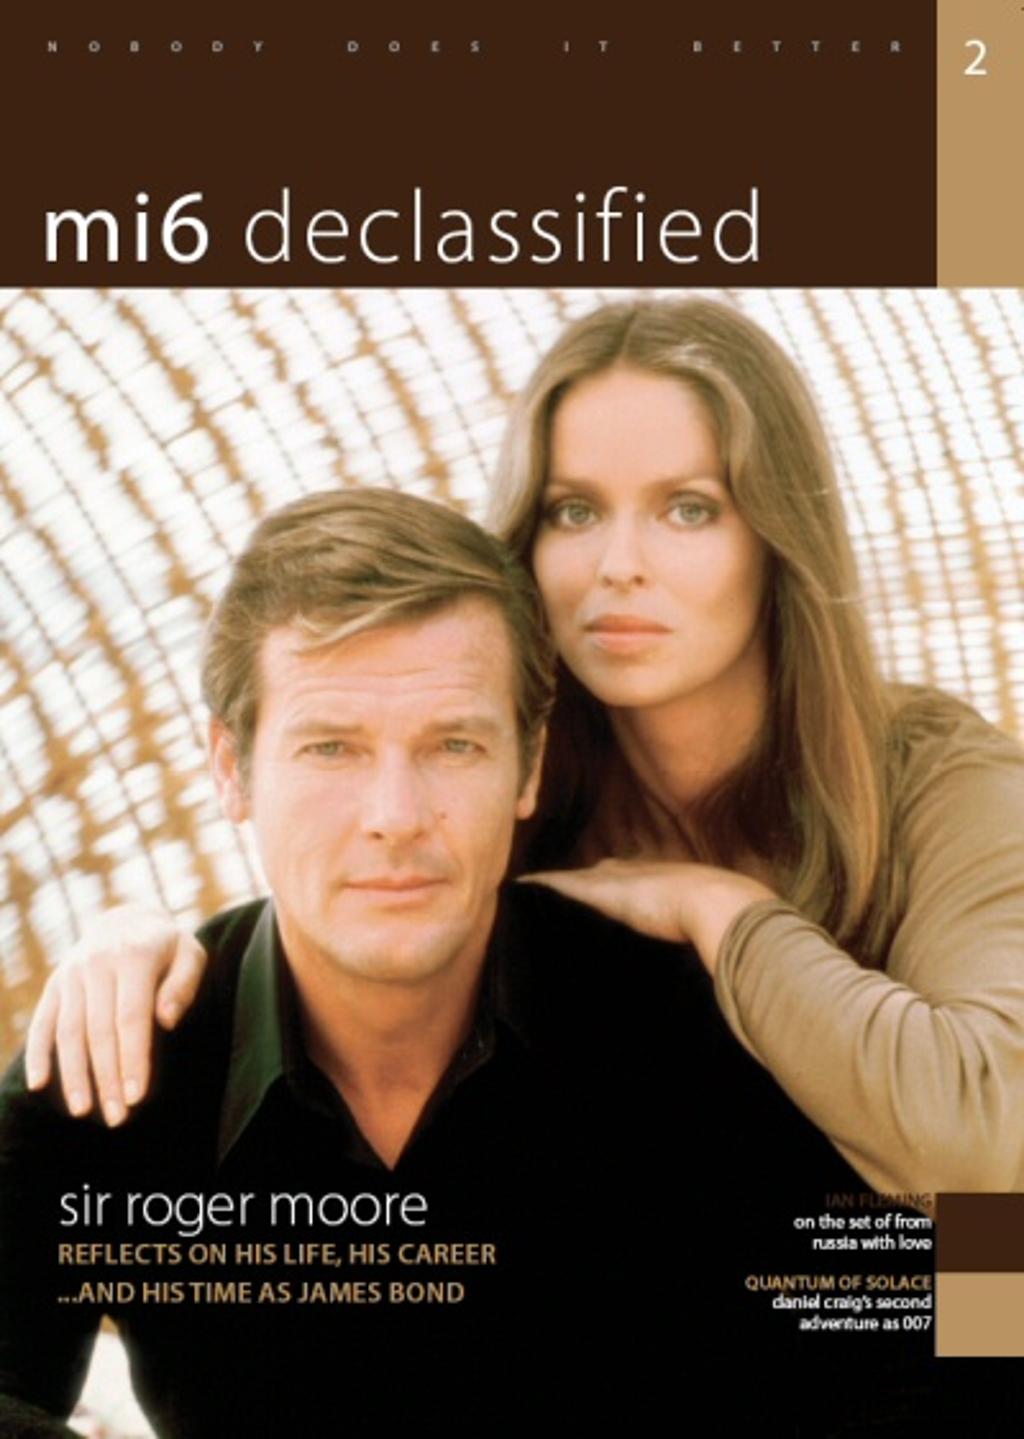 NOBODY DOES IT BETTER
2
mi6 declassified
sir roger moore
REFLECTS ON HIS LIFE, HIS CAREER
...AND HIS TIME AS JAMES BOND
IAN FLEMING
on the set of from
russia with love
QUANTUM OF SOLACE
daniel craig's second
adventure as 007